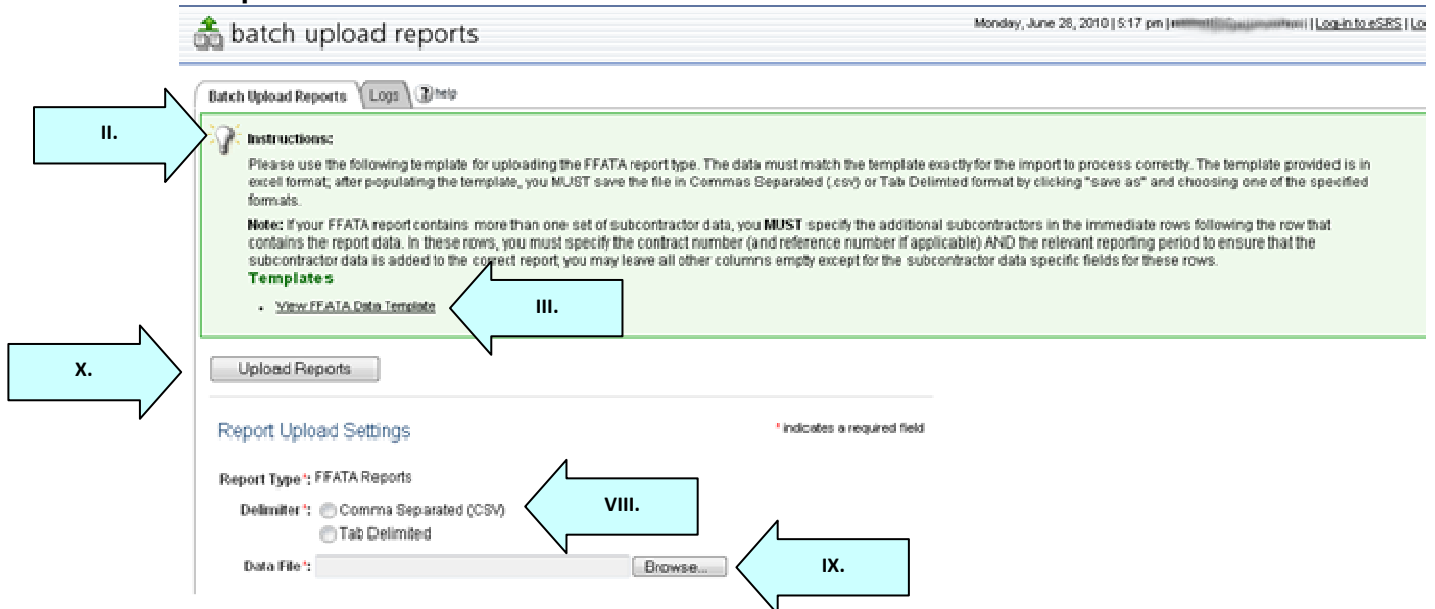 batch upload reports
Monday, June 28, 2010 | 5:17 pm | | Log-in to eSRS | Lo
Batch Upload Reports Logs ? help
II.
Instructions:
Please use the following template for uploading the FFATA report type. The data must match the template exactly for the import to process correctly. The template provided is in
excell format; after populating the template, you MUST save the file in Commas Separated (.csv) or Tab Delimted format by clicking "save as" and choosing one of the specified
formats.
Note: If your FFATA report contains more than one set of subcontractor data, you MUST specify the additional subcontractors in the immediate rows following the row that
contains the report data. In these rows, you must specify the contract number (and reference number if applicable) AND the relevant reporting period to ensure that the
subcontractor data is added to the correct report, you may leave all other columns empty except for the subcontractor data specific fields for these rows.
Templates
• View FFATA Data Template
III.
X.
Upload Reports
Report Upload Settings
* indicates a required field
Report Type *: FFATA Reports
Delimiter *: Comma Separated (CSV)
VIII.
Tab Delimited
Data File *: Browse...
IX.